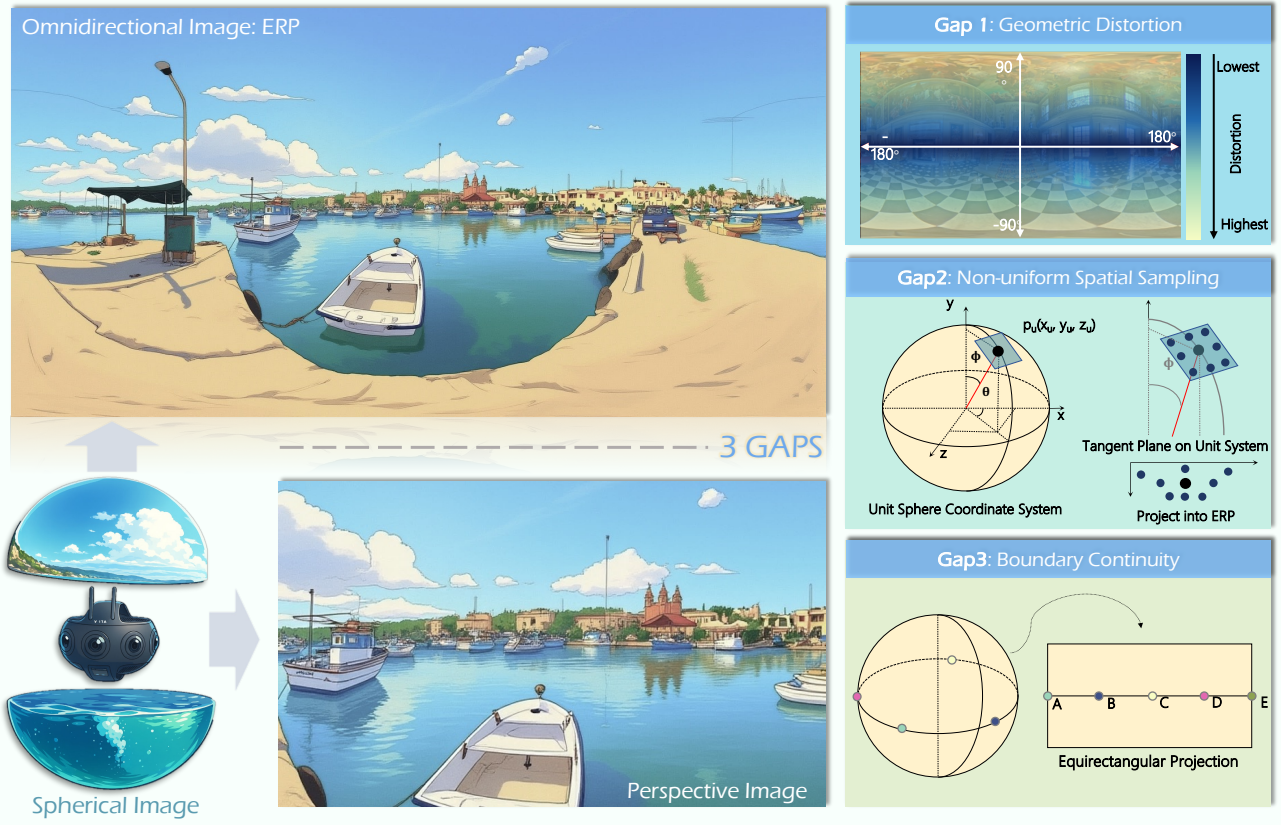 Omnidirectional Image: ERP
3 GAPS
Spherical Image
Perspective Image
Gap 1: Geometric Distortion
90
°
-
180°
180°
-90°
Lowest
Distortion
Highest
Gap2: Non-uniform Spatial Sampling
y
pᵤ(xᵤ, yᵤ, zᵤ)
ϕ
θ
x
z
Unit Sphere Coordinate System
ϕ
Tangent Plane on Unit System
Project into ERP
Gap3: Boundary Continuity
A B C D E
Equirectangular Projection